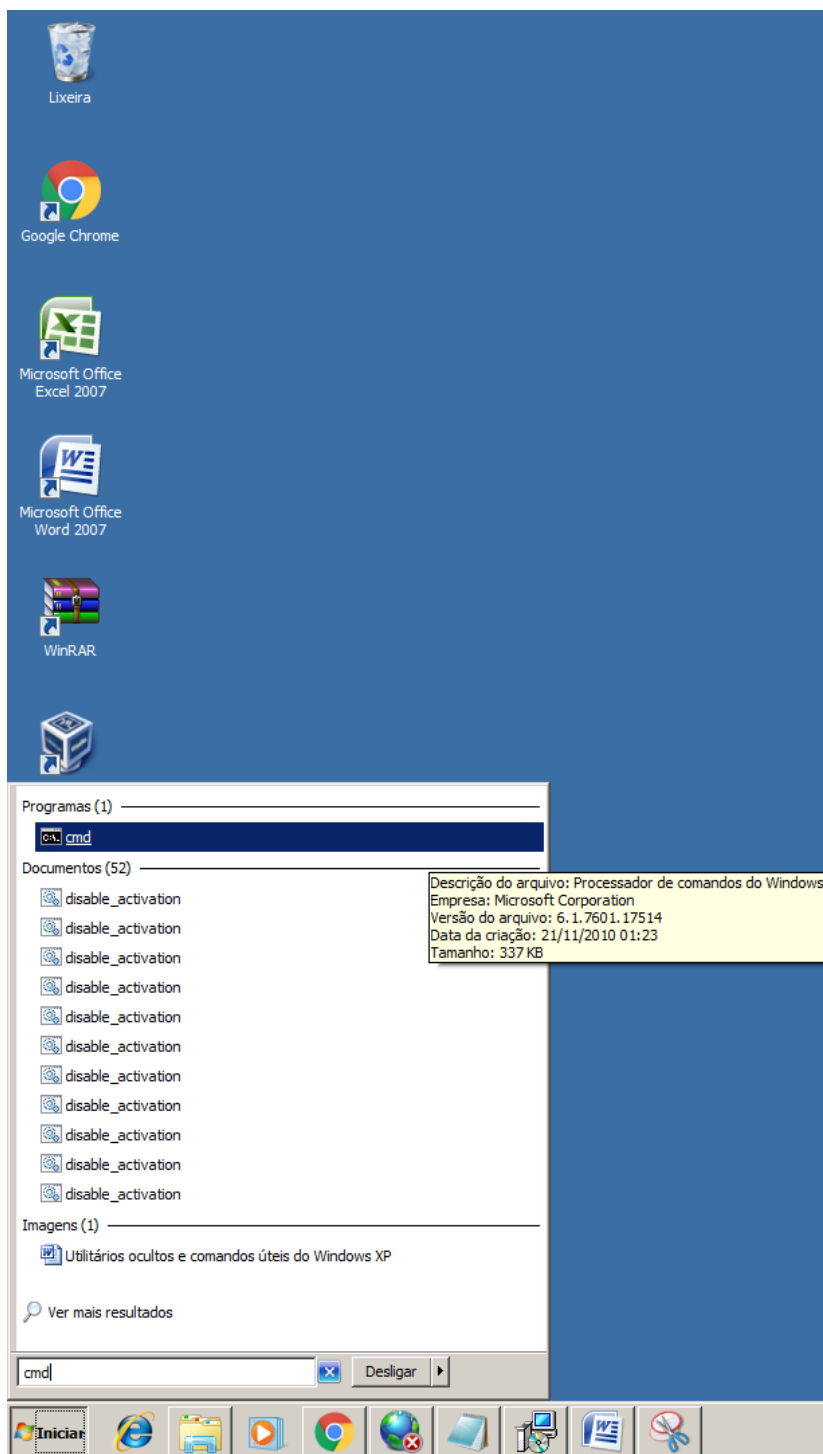 Lixeira
Google Chrome
Microsoft Office
Excel 2007
Microsoft Office
Word 2007
WinRAR
Programas (1)
C:\. cmd
Documentos (52)
disable_activation
disable_activation
disable_activation
disable_activation
disable_activation
disable_activation
disable_activation
disable_activation
disable_activation
disable_activation
disable_activation
Descrição do arquivo: Processador de comandos do Windows
Empresa: Microsoft Corporation
Versão do arquivo: 6.1.7601.17514
Data da criação: 21/11/2010 01:23
Tamanho: 337 KB
Imagens (1)
Utilitários ocultos e comandos úteis do Windows XP
Ver mais resultados
cmd
Desligar
Iniciar